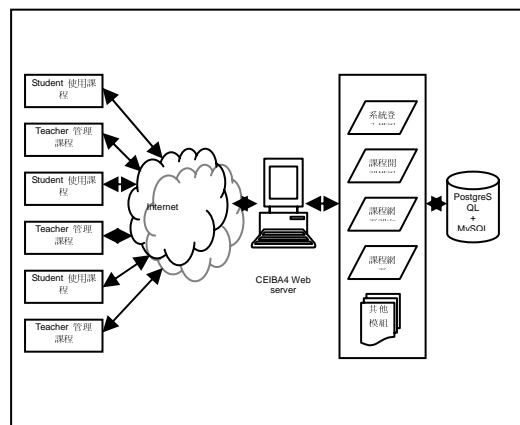 Student 使用課
程
Teacher 管理
課程
Student 使用課
程
Teacher 管理
課程
Student 使用課
程
Teacher 管理
課程
Internet
CEIBA4 Web
server
系統登
課程開
課程網
課程網
其他
模組
PostgreS
QL
+
MySQL